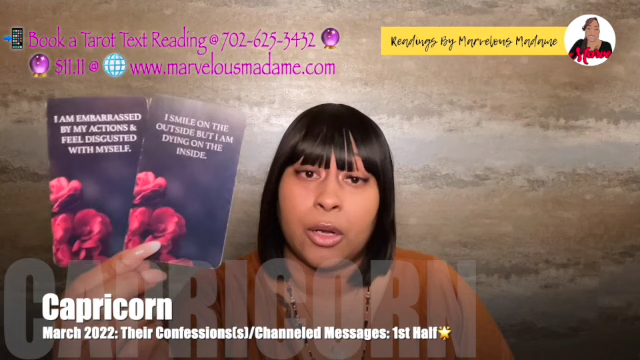 Book a Tarot Text Reading @ 702-625-3432
$11.11 @ www.marvelousmadame.com
Readings By Marvelous Madame
Marv
I AM EMBARRASSED
BY MY ACTIONS &
FEEL DISGUSTED
WITH MYSELF.
I SMILE ON THE
OUTSIDE BUT I AM
DYING ON THE
INSIDE.
CAPRICORN
Capricorn
March 2022: Their Confessions(s)/Channeled Messages: 1st Half🌟